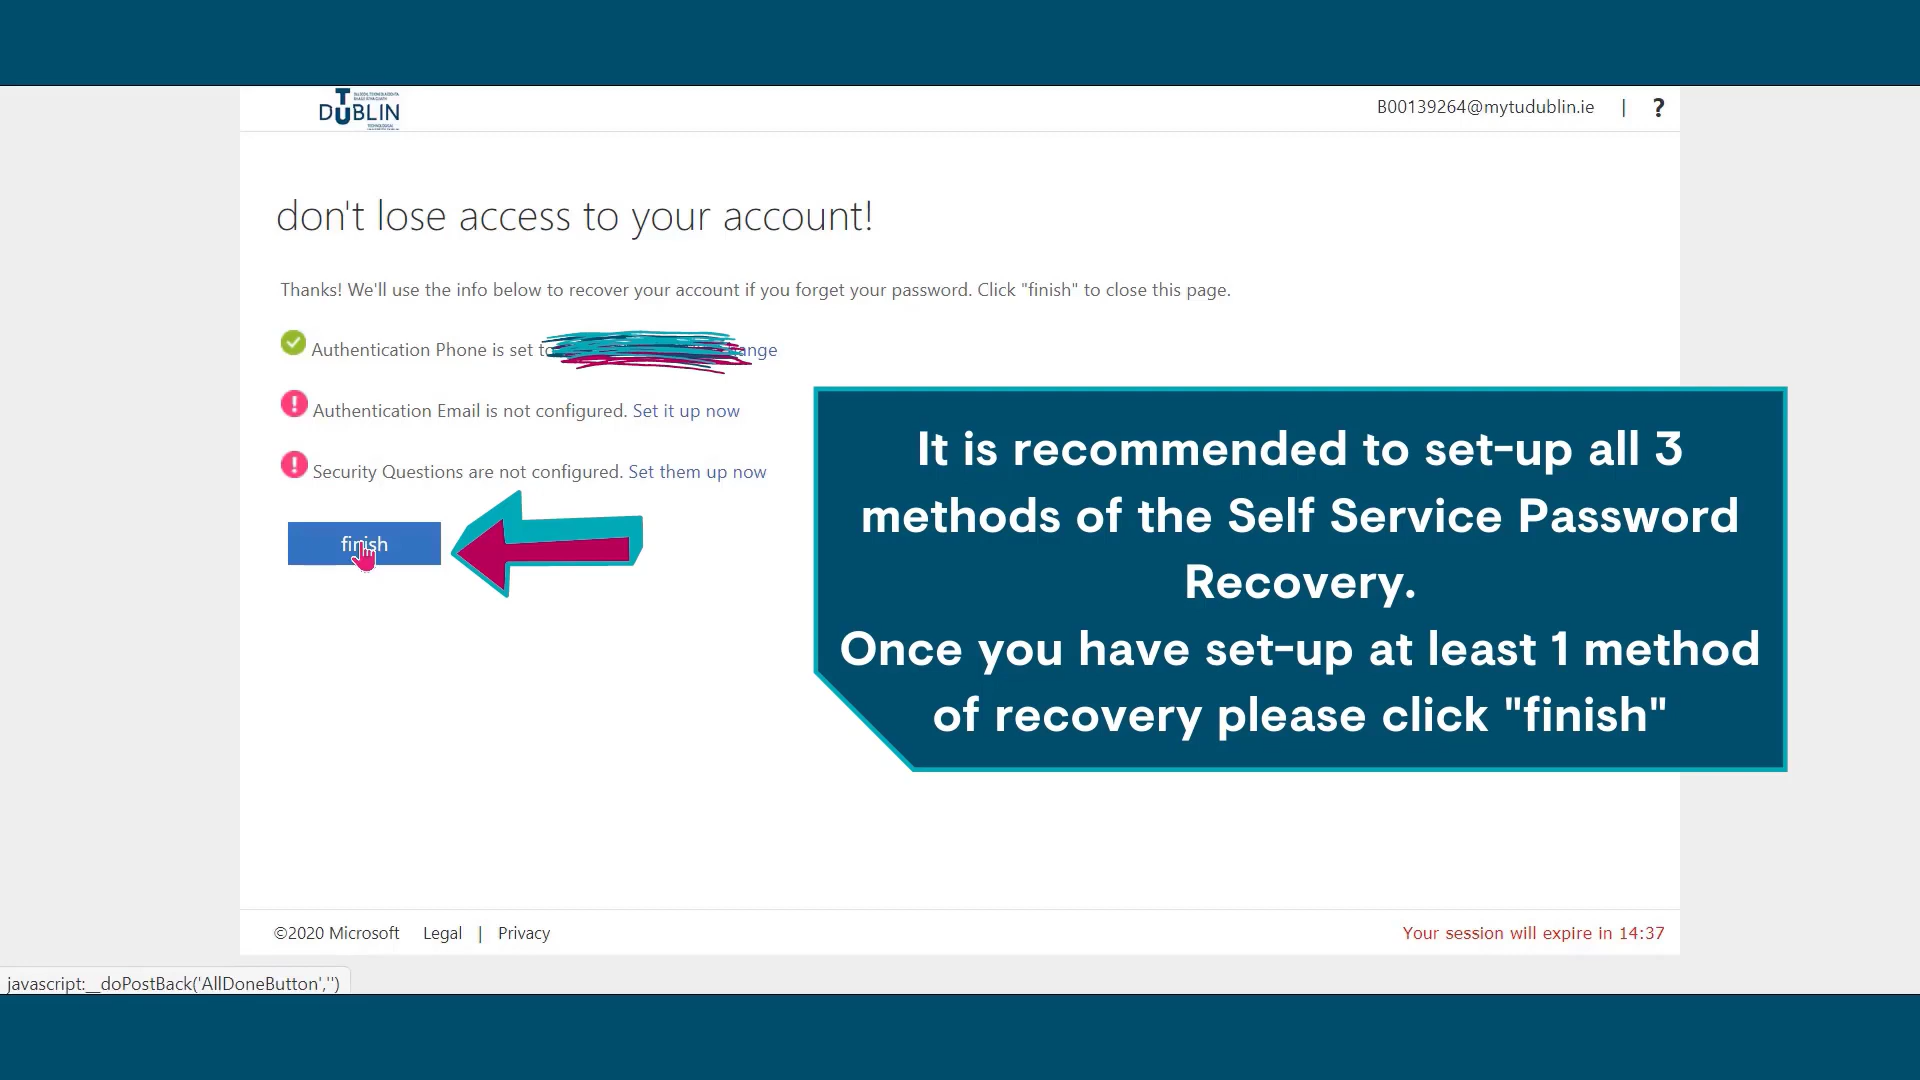 DUBLIN
B00139264@mytudublin.ie | ?
don't lose access to your account!
Thanks! We'll use the info below to recover your account if you forget your password. Click "finish" to close this page.
Authentication Phone is set to
Authentication Email is not configured. Set it up now
Security Questions are not configured. Set them up now
finish
It is recommended to set-up all 3
methods of the Self Service Password
Recovery.
Once you have set-up at least 1 method
of recovery please click "finish"
©2020 Microsoft Legal | Privacy
Your session will expire in 14:37
javascript:__doPostBack('AllDoneButton','')